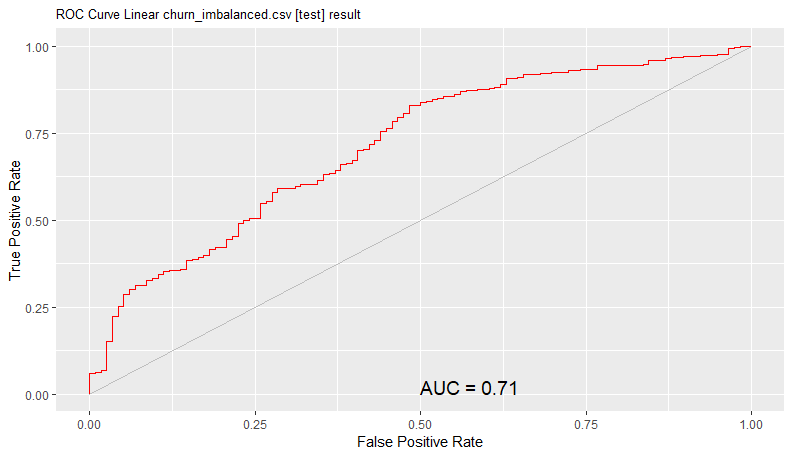 ROC Curve Linear churn_imbalanced.csv [test] result
1.00
0.75
0.50
0.25
0.00
True Positive Rate
AUC = 0.71
0.00 0.25 0.50 0.75 1.00
False Positive Rate